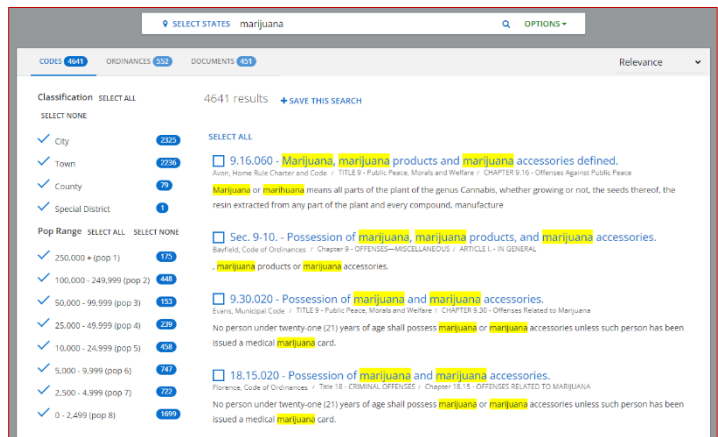 SELECT STATES marijuana OPTIONS
CODES 4641 ORDINANCES 552 DOCUMENTS 451 Relevance
Classification SELECT ALL
SELECT NONE
City 2325
Town 2236
County 79
Special District 1
Pop Range SELECT ALL SELECT NONE
250,000 + (pop 1) 175
100,000 - 249,999 (pop 2) 448
50,000 - 99,999 (pop 3) 153
25,000 - 49,999 (pop 4) 239
10,000 - 24,999 (pop 5) 458
5,000 - 9,999 (pop 6) 747
2,500 - 4,999 (pop 7) 722
0 - 2,499 (pop 8) 1699
4641 results + SAVE THIS SEARCH
SELECT ALL
9.16.060 - Marijuana, marijuana products and marijuana accessories defined.
Avon, Home Rule Charter and Code / TITLE 9 - Public Peace, Morals and Welfare / CHAPTER 9.16 - Offenses Against Public Peace
Marijuana or marihuana means all parts of the plant of the genus Cannabis, whether growing or not, the seeds thereof, the
resin extracted from any part of the plant and every compound, manufacture
Sec. 9-10. - Possession of marijuana, marijuana products, and marijuana accessories.
Bayfield, Code of Ordinances / Chapter 9 - OFFENSES—MISCELLANEOUS / ARTICLE I. - IN GENERAL
, marijuana products or marijuana accessories.
9.30.020 - Possession of marijuana and marijuana accessories.
Evans, Municipal Code / TITLE 9 - Public Peace, Morals and Welfare / CHAPTER 9.30 - Offenses Related to Marijuana
No person under twenty-one (21) years of age shall possess marijuana or marijuana accessories unless such person has been
issued a medical marijuana card.
18.15.020 - Possession of marijuana and marijuana accessories.
Florence, Code of Ordinances / Title 18 - CRIMINAL OFFENSES / Chapter 18.15 - OFFENSES RELATED TO MARIJUANA
No person under twenty-one (21) years of age shall possess marijuana or marijuana accessories unless such person has been
issued a medical marijuana card.